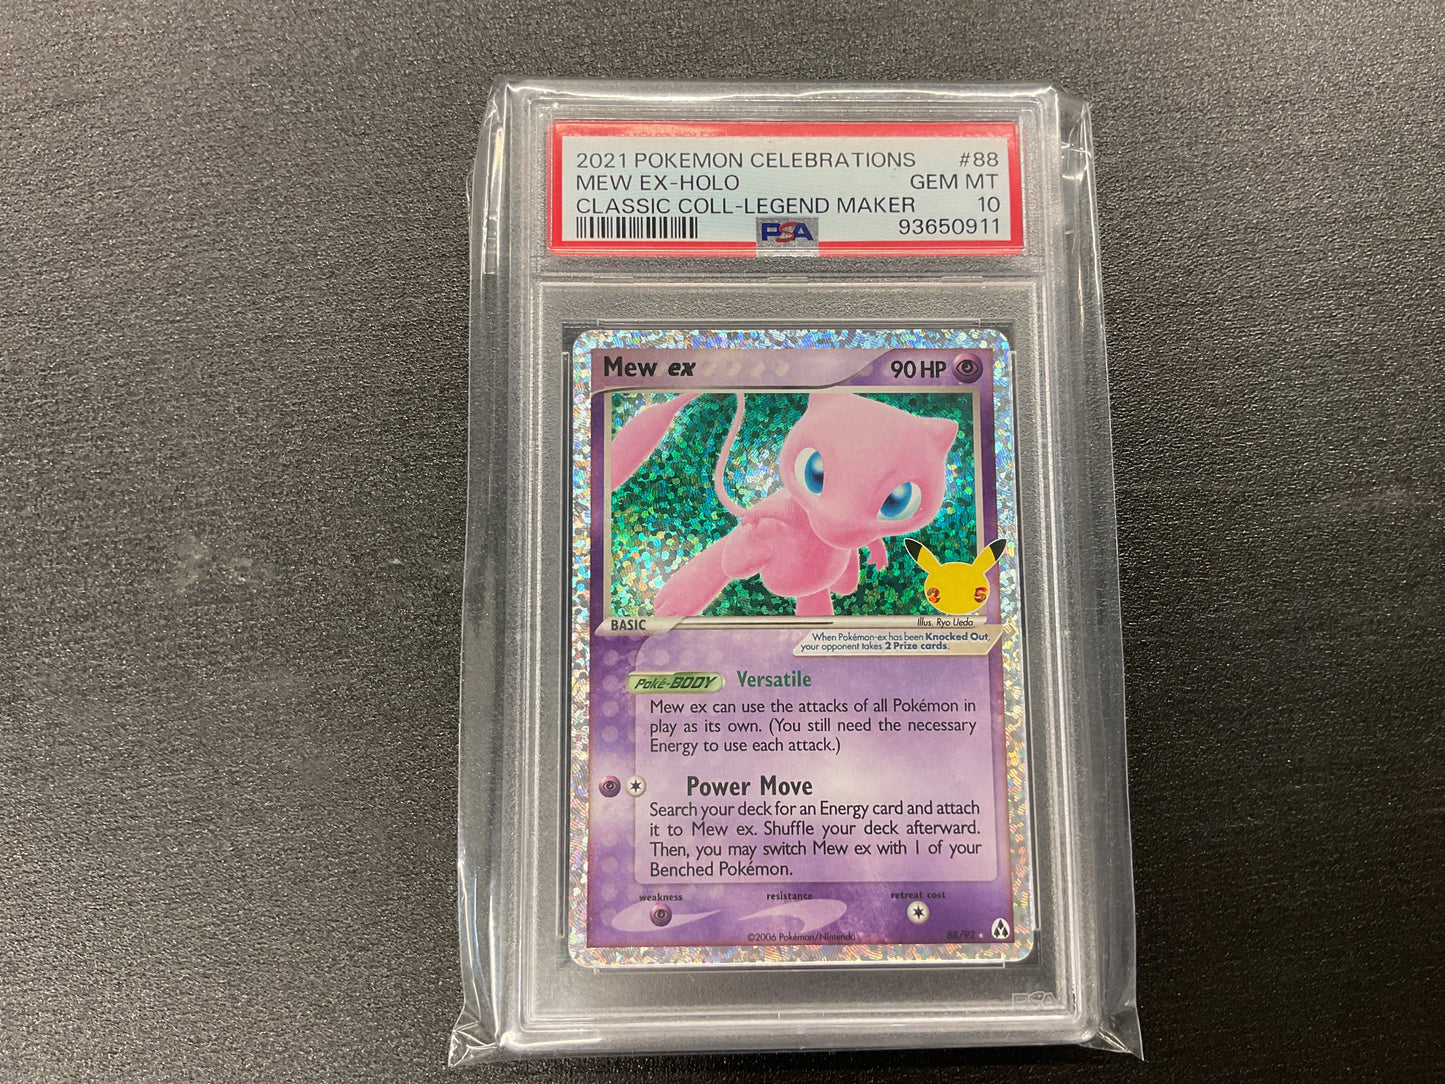 2021 POKEMON CELEBRATIONS #88
MEW EX-HOLO GEM MT
CLASSIC COLL-LEGEND MAKER 10
PSA 93650911
Mew ex 90 HP
25
BASIC
Illus. Ryo Ueda
When Pokémon-ex has been Knocked Out,
your opponent takes 2 Prize cards.
Poké-BODY Versatile
Mew ex can use the attacks of all Pokémon in
play as its own. (You still need the necessary
Energy to use each attack.)
Power Move
Search your deck for an Energy card and attach
it to Mew ex. Shuffle your deck afterward.
Then, you may switch Mew ex with 1 of your
Benched Pokémon.
weakness resistance retreat cost
©2006 Pokémon/Nintendo 88/92
PSA